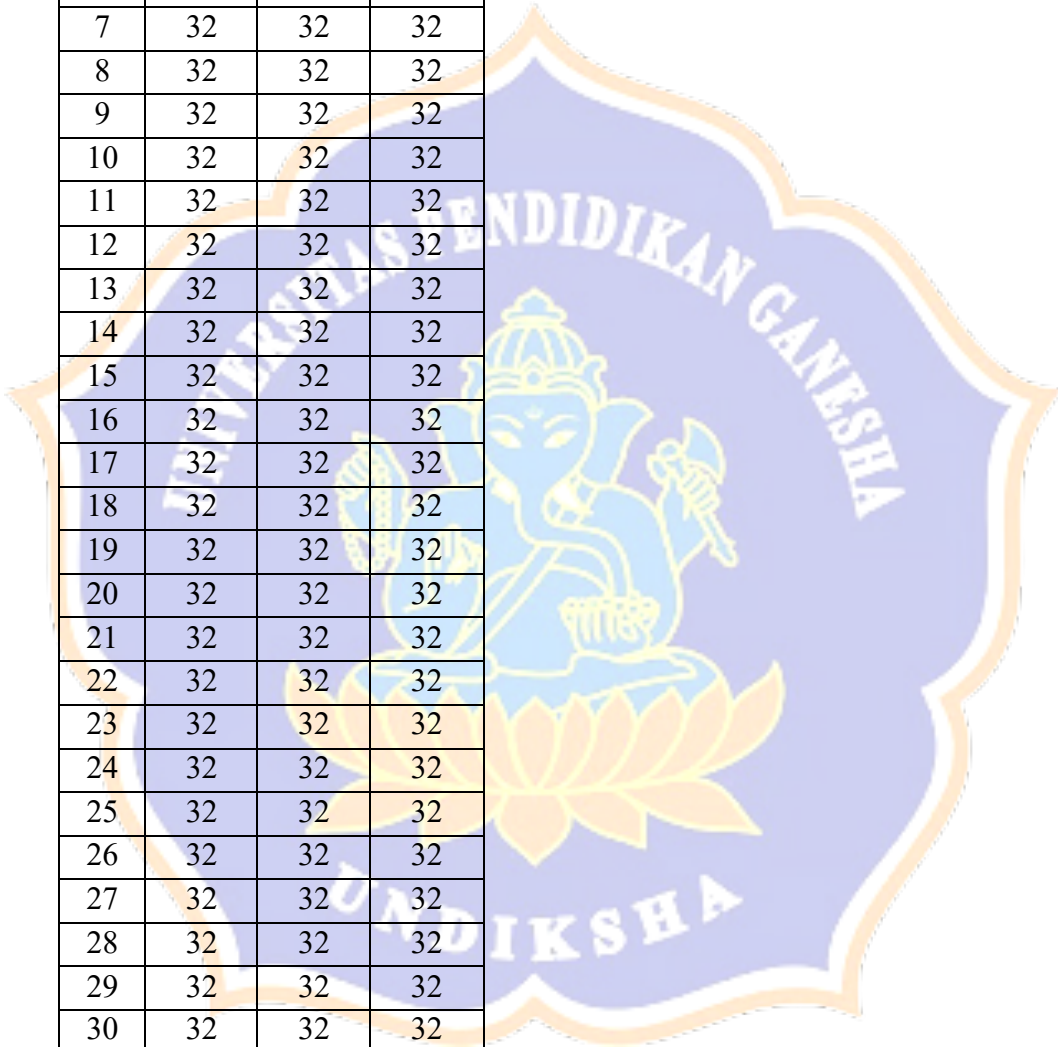 7 32 32 32
8 32 32 32
9 32 32 32
10 32 32 32
11 32 32 32
12 32 32 32
13 32 32 32
14 32 32 32
15 32 32 32
16 32 32 32
17 32 32 32
18 32 32 32
19 32 32 32
20 32 32 32
21 32 32 32
22 32 32 32
23 32 32 32
24 32 32 32
25 32 32 32
26 32 32 32
27 32 32 32
28 32 32 32
29 32 32 32
30 32 32 32
UNIVERSITAS PENDIDIKAN GANESHA
UNDIKSHA